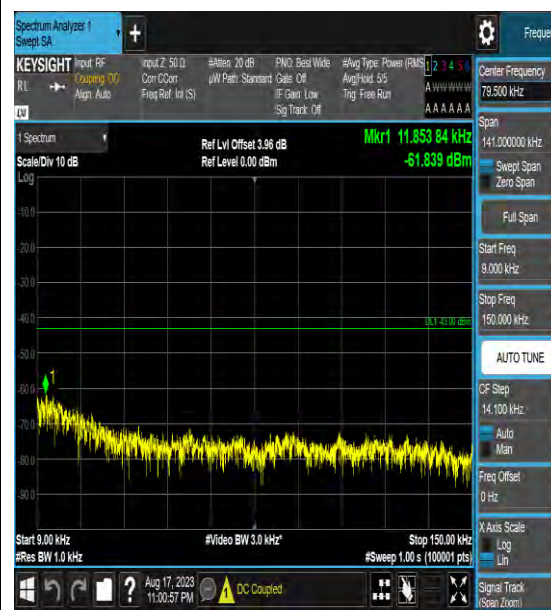 Spectrum Analyzer 1
Swept SA
+
Frequen
KEYSIGHT Input: RF Input Z: 50 Ω #Atten: 20 dB PNO: Best Wide #Avg Type: Power (RMS 1 2 3 4 5 6
RL Coupling: DC Corr CCorr µW Path: Standard Gate: Off Avg|Hold: 5/5 A W W W W W
Align: Auto Freq Ref: Int (S) IF Gain: Low Trig: Free Run
Sig Track: Off A A A A A A
LXI
1 Spectrum
Scale/Div 10 dB
Ref Lvl Offset 3.96 dB
Ref Level 0.00 dBm
Mkr1 11.853 84 kHz
-61.839 dBm
Log
-10.0
-20.0
-30.0
-40.0
DL1 -43.00 dBm
-50.0
1
-60.0
-70.0
-80.0
-90.0
Start 9.00 kHz #Video BW 3.0 kHz* Stop 150.00 kHz
#Res BW 1.0 kHz #Sweep 1.00 s (100001 pts)
? Aug 17, 2023
11:00:57 PM
DC Coupled
Center Frequency
79.500 kHz
Span
141.000000 kHz
Swept Span
Zero Span
Full Span
Start Freq
9.000 kHz
Stop Freq
150.000 kHz
AUTO TUNE
CF Step
14.100 kHz
Auto
Man
Freq Offset
0 Hz
X Axis Scale
Log
Lin
Signal Track
(Span Zoom)